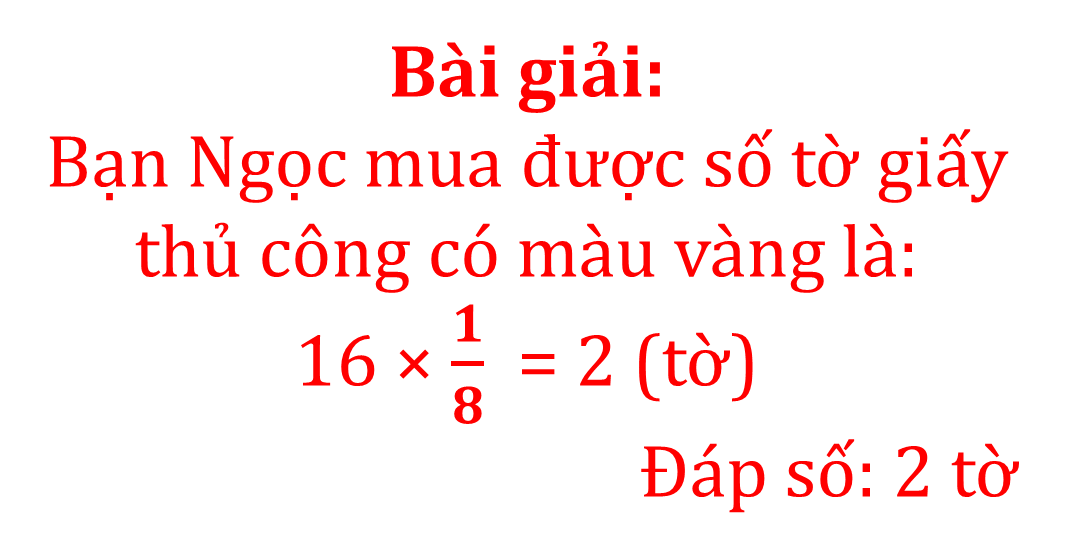 Bài giải:
Bạn Ngọc mua được số tờ giấy
thủ công có màu vàng là:
16 × 1/8 = 2 (tờ)
Đáp số: 2 tờ